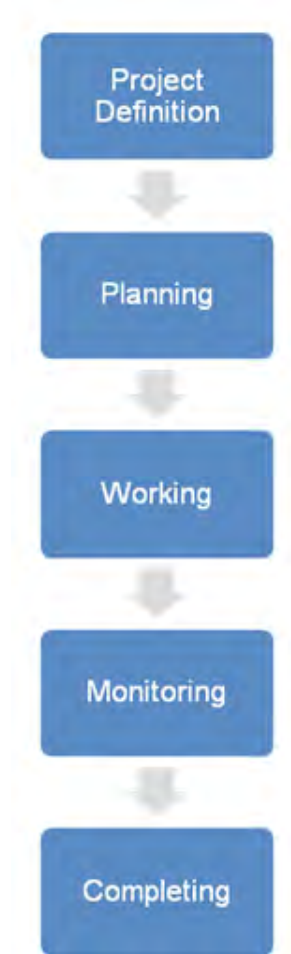 Project
Definition
Planning
Working
Monitoring
Completing